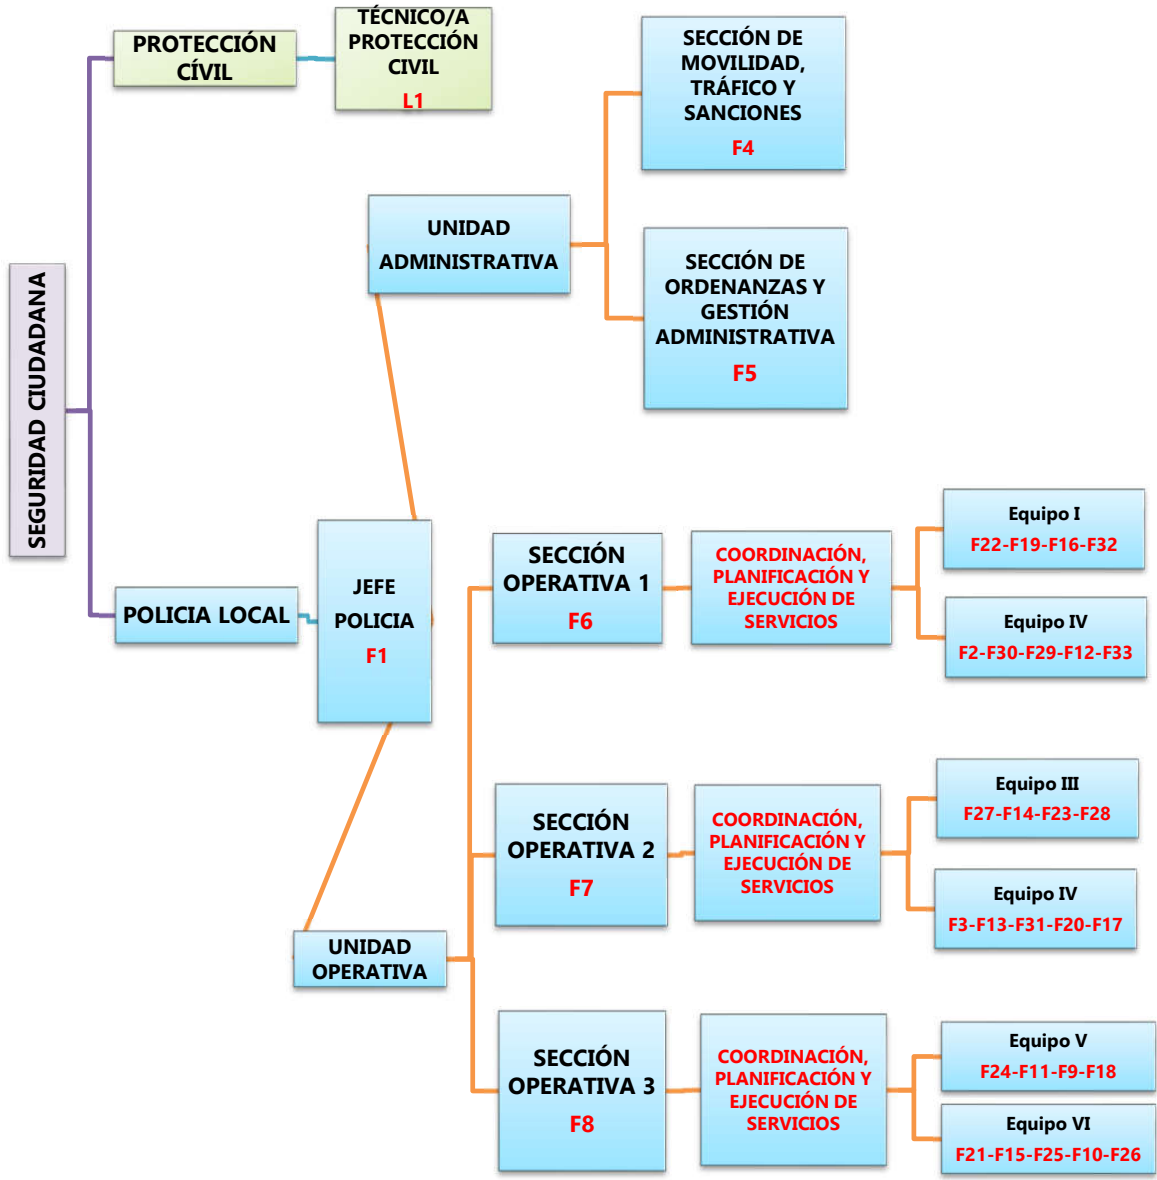 SEGURIDAD CIUDADANA
PROTECCIÓN
CÍVIL
TÉCNICO/A
PROTECCIÓN
CIVIL
L1
POLICIA LOCAL
JEFE
POLICIA
F1
UNIDAD
ADMINISTRATIVA
SECCIÓN DE
MOVILIDAD,
TRÁFICO Y
SANCIONES
F4
SECCIÓN DE
ORDENANZAS Y
GESTIÓN
ADMINISTRATIVA
F5
UNIDAD
OPERATIVA
SECCIÓN
OPERATIVA 1
F6
COORDINACIÓN,
PLANIFICACIÓN Y
EJECUCIÓN DE
SERVICIOS
Equipo I
F22-F19-F16-F32
Equipo IV
F2-F30-F29-F12-F33
SECCIÓN
OPERATIVA 2
F7
COORDINACIÓN,
PLANIFICACIÓN Y
EJECUCIÓN DE
SERVICIOS
Equipo III
F27-F14-F23-F28
Equipo IV
F3-F13-F31-F20-F17
SECCIÓN
OPERATIVA 3
F8
COORDINACIÓN,
PLANIFICACIÓN Y
EJECUCIÓN DE
SERVICIOS
Equipo V
F24-F11-F9-F18
Equipo VI
F21-F15-F25-F10-F26